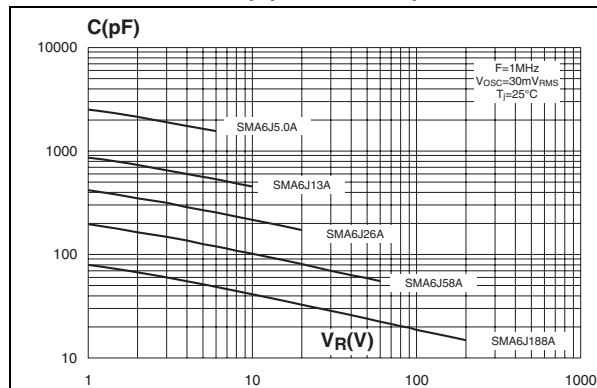 C(pF)
10000
F=1MHz
VOSC=30mVRMS
Tj=25°C
SMA6J5.0A
1000
SMA6J13A
SMA6J26A
100
SMA6J58A
VR(V)
SMA6J188A
10
1 10 100 1000